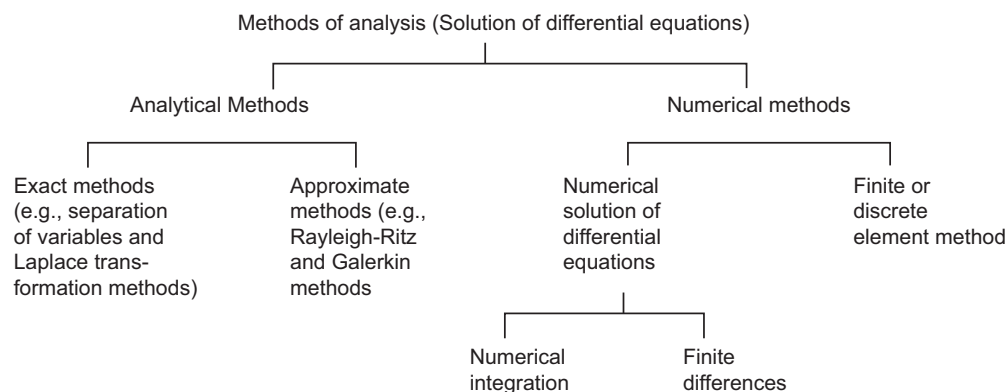 Methods of analysis (Solution of differential equations)
Analytical Methods
Numerical methods
Exact methods
(e.g., separation
of variables and
Laplace trans-
formation methods)
Approximate
methods (e.g.,
Rayleigh-Ritz
and Galerkin
methods
Numerical
solution of
differential
equations
Finite or
discrete
element method
Numerical
integration
Finite
differences